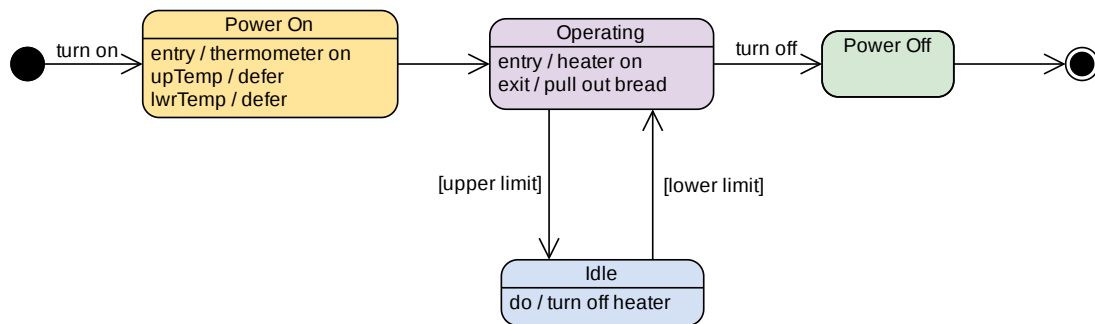 turn on
Power On
entry / thermometer on
upTemp / defer
lwrTemp / defer
Operating
entry / heater on
exit / pull out bread
turn off
Power Off
[upper limit]
[lower limit]
Idle
do / turn off heater